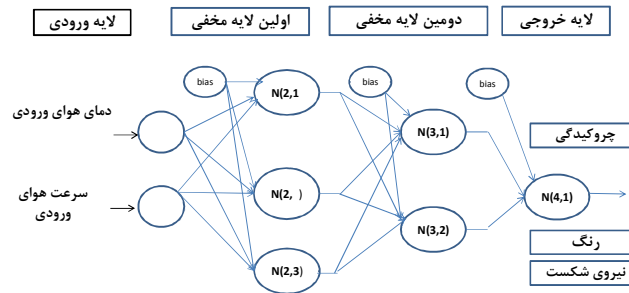 لایه ورودی
اولین لایه مخفی
دومین لایه مخفی
لایه خروجی
bias
bias
bias
دمای هوای ورودی
سرعت هوای
ورودی
N(2,1
N(2, )
N(2,3)
N(3,1)
N(3,2)
N(4,1)
چروکیدگی
رنگ
نیروی شکست